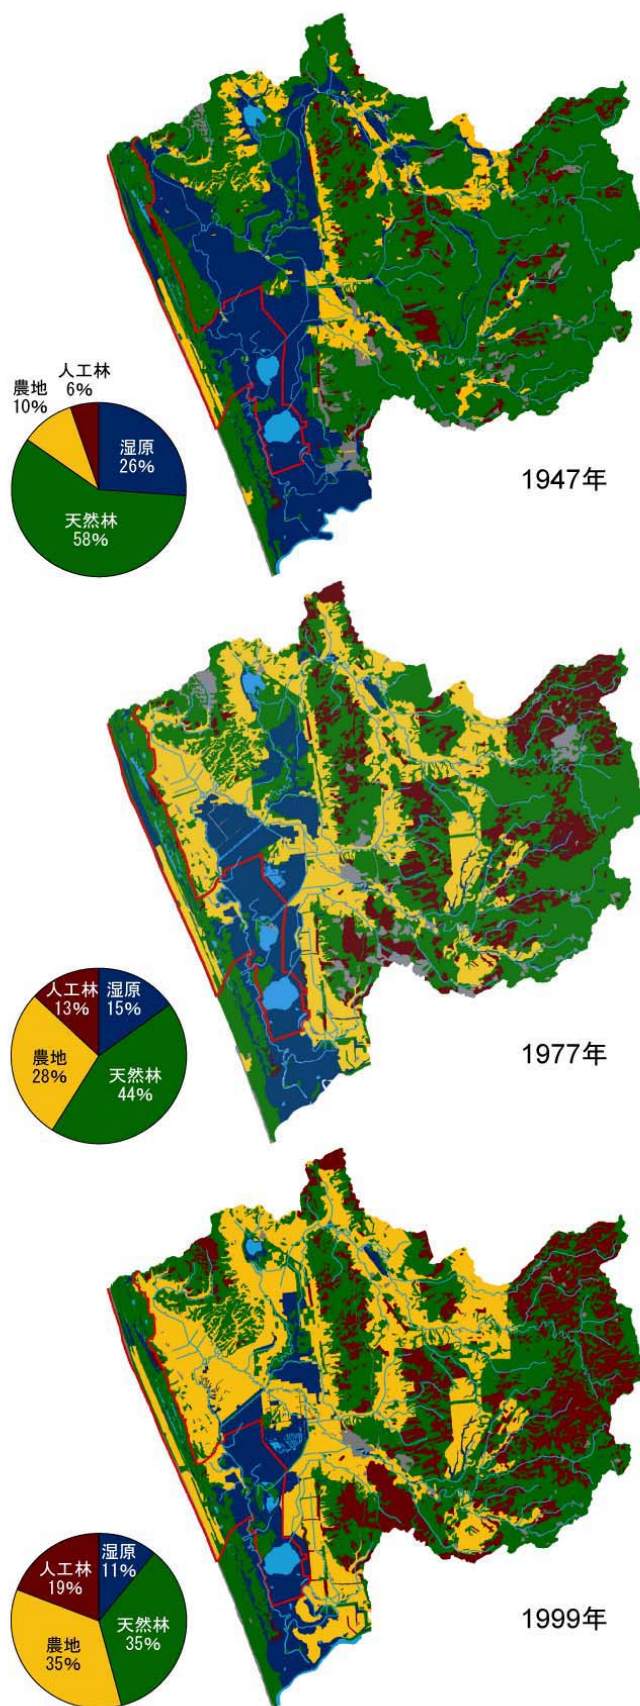 人工林
6%
農地
10%
湿原
26%
天然林
58%
1947年
人工林
13%
湿原
15%
農地
28%
天然林
44%
1977年
人工林
19%
湿原
11%
農地
35%
天然林
35%
1999年